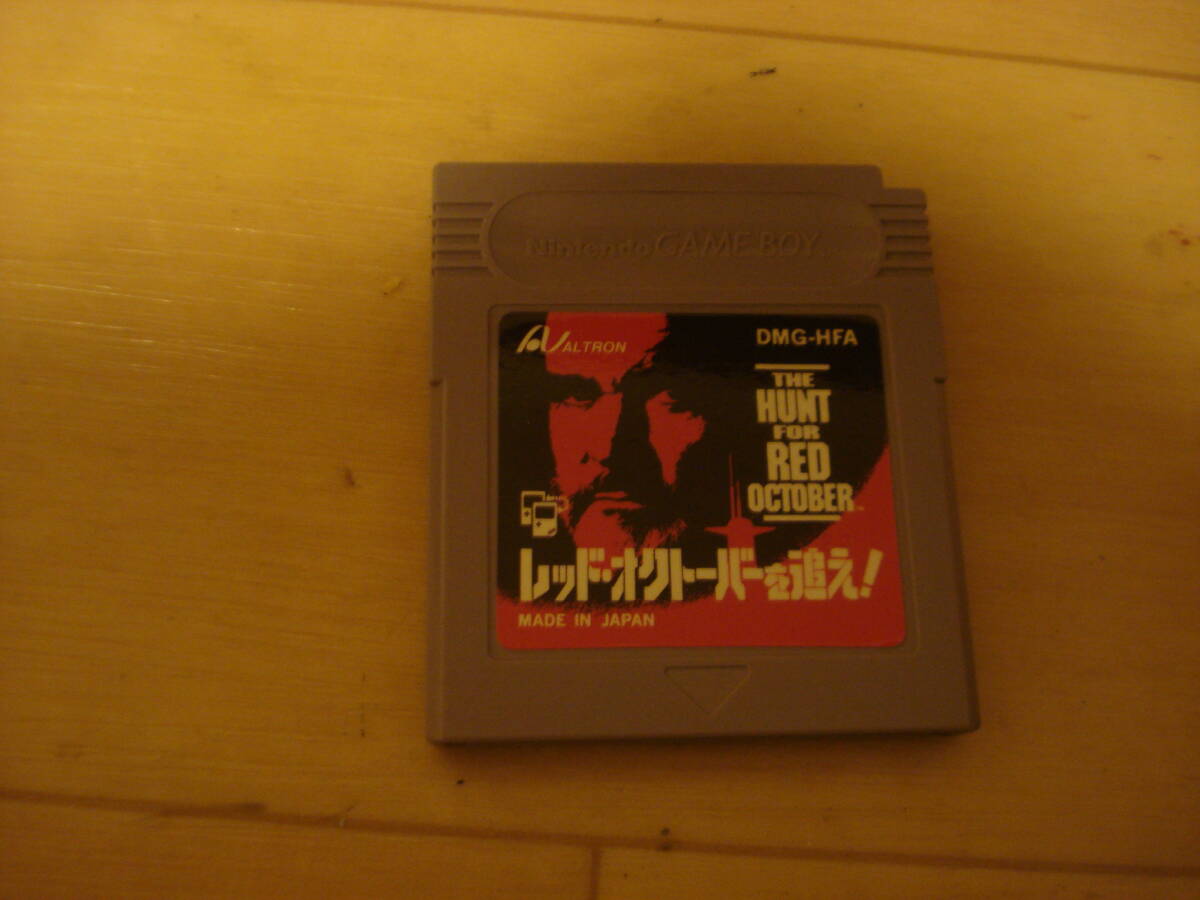 Nintendo GAME BOY
ALTRON
DMG-HFA
THE
HUNT
FOR
RED
OCTOBER
レッド・オクトーバーを追え!
MADE IN JAPAN